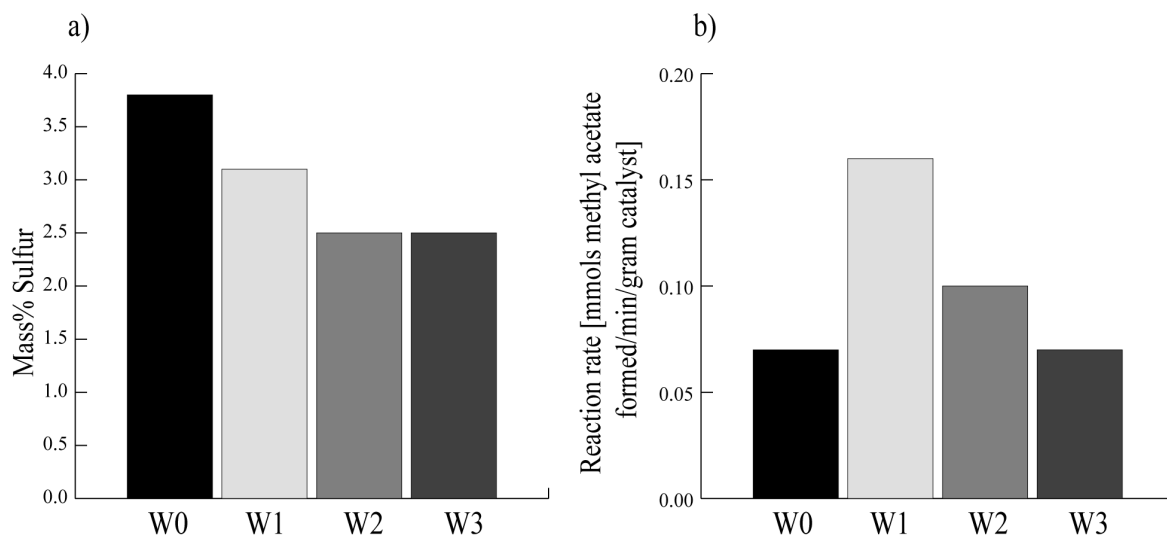 a)
4.0
3.5
3.0
2.5
2.0
1.5
1.0
0.5
0.0
Mass% Sulfur
W0 W1 W2 W3
b)
0.20
0.15
0.10
0.05
0.00
Reaction rate [mmols methyl acetate
formed/min/gram catalyst]
W0 W1 W2 W3